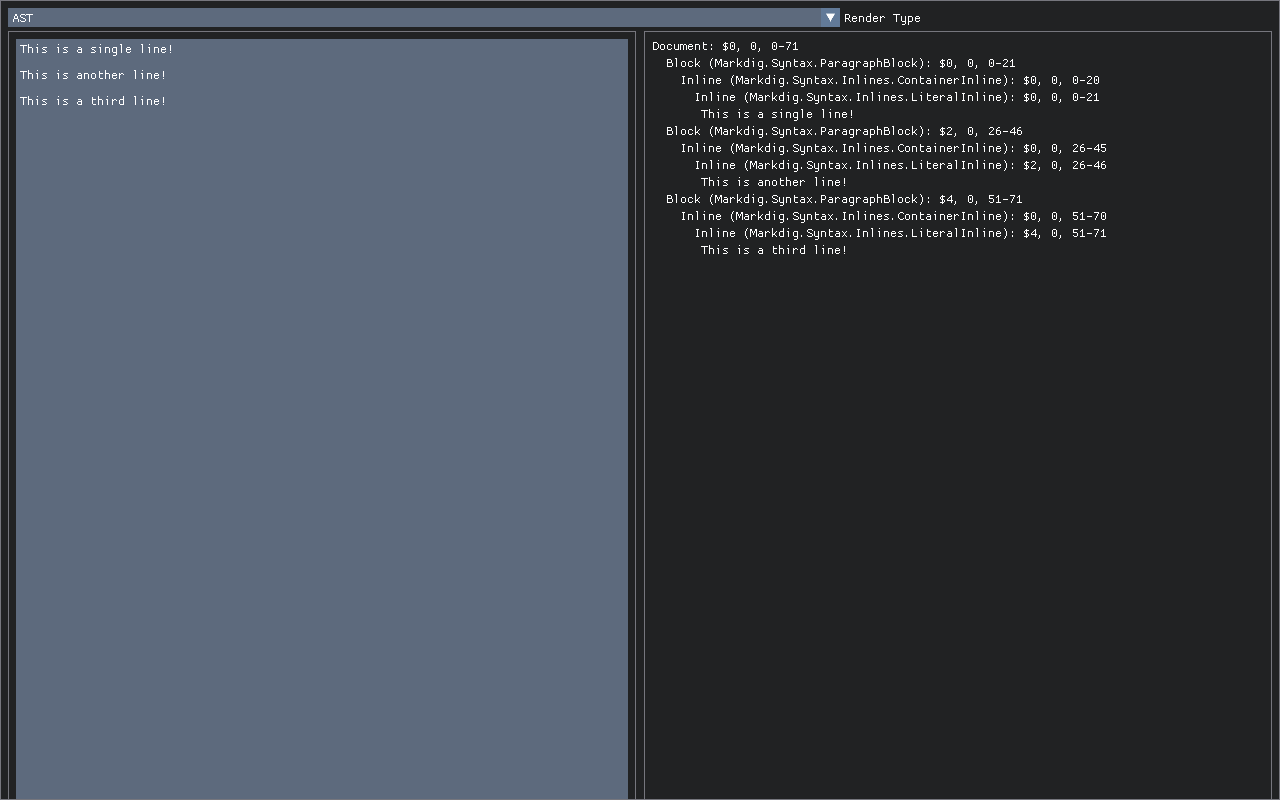 AST
Render Type
This is a single line!
This is another line!
This is a third line!
Document: $0, 0, 0-71
Block (Markdig.Syntax.ParagraphBlock): $0, 0, 0-21
Inline (Markdig.Syntax.Inlines.ContainerInline): $0, 0, 0-20
Inline (Markdig.Syntax.Inlines.LiteralInline): $0, 0, 0-21
This is a single line!
Block (Markdig.Syntax.ParagraphBlock): $2, 0, 26-46
Inline (Markdig.Syntax.Inlines.ContainerInline): $0, 0, 26-45
Inline (Markdig.Syntax.Inlines.LiteralInline): $2, 0, 26-46
This is another line!
Block (Markdig.Syntax.ParagraphBlock): $4, 0, 51-71
Inline (Markdig.Syntax.Inlines.ContainerInline): $0, 0, 51-70
Inline (Markdig.Syntax.Inlines.LiteralInline): $4, 0, 51-71
This is a third line!